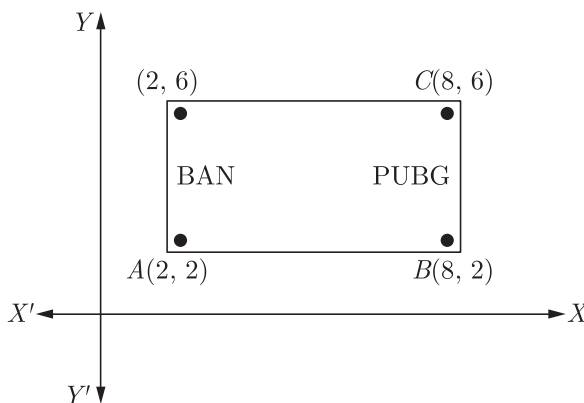 Y
(2, 6) C(8, 6)
BAN PUBG
A(2, 2) B(8, 2)
X' X
Y'